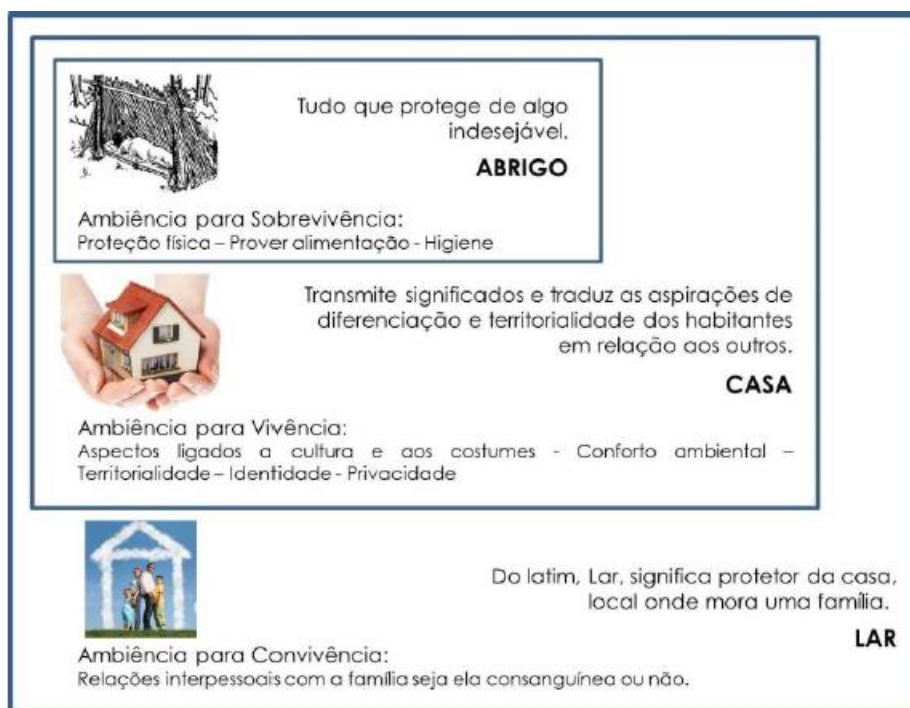 Tudo que protege de algo
indesejável.
ABRIGO
Ambiência para Sobrevivência:
Proteção física – Prover alimentação - Higiene
Transmite significados e traduz as aspirações de
diferenciação e territorialidade dos habitantes
em relação aos outros.
CASA
Ambiência para Vivência:
Aspectos ligados a cultura e aos costumes - Conforto ambiental –
Territorialidade – Identidade - Privacidade
Do latim, Lar, significa protetor da casa,
local onde mora uma família.
LAR
Ambiência para Convivência:
Relações interpessoais com a família seja ela consanguínea ou não.